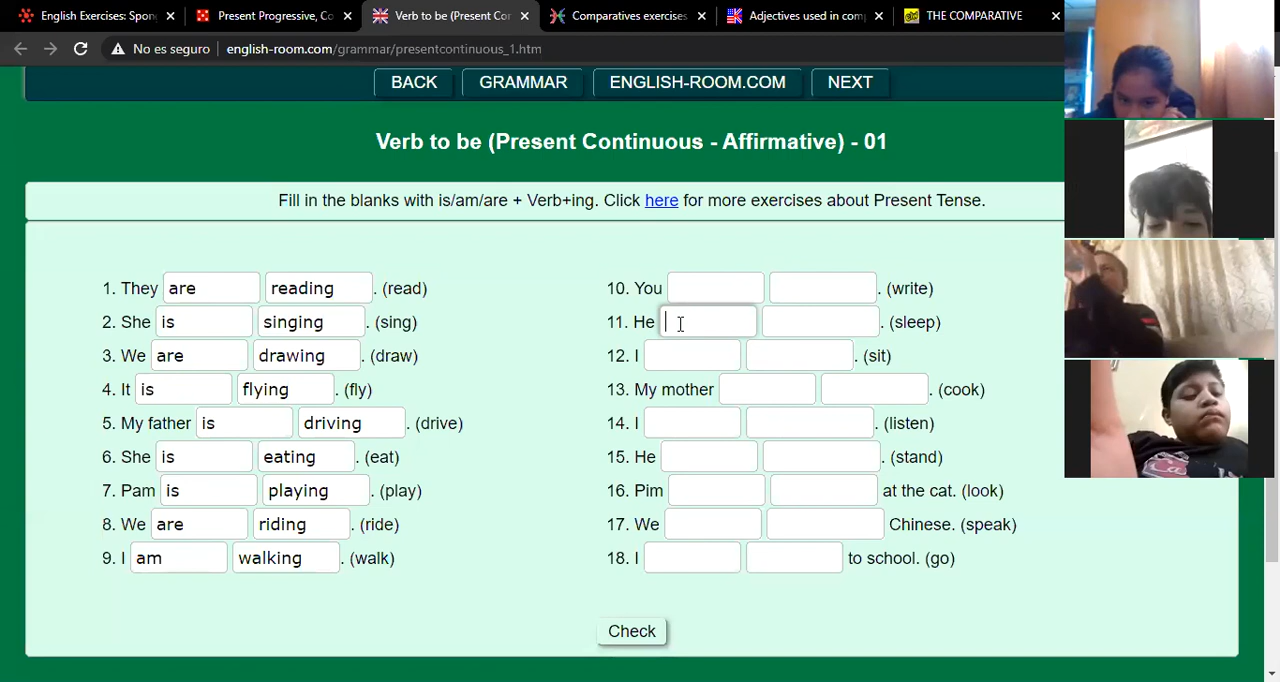 English Exercises: Spon
Present Progressive, Co
Verb to be (Present Con
Comparatives exercises
Adjectives used in com
THE COMPARATIVE
No es seguro
english-room.com/grammar/presentcontinuous_1.htm
BACK
GRAMMAR
ENGLISH-ROOM.COM
NEXT
Verb to be (Present Continuous - Affirmative) - 01
Fill in the blanks with is/am/are + Verb+ing. Click here for more exercises about Present Tense.
1. They are reading . (read)
2. She is singing . (sing)
3. We are drawing . (draw)
4. It is flying . (fly)
5. My father is driving . (drive)
6. She is eating . (eat)
7. Pam is playing . (play)
8. We are riding . (ride)
9. I am walking . (walk)
10. You . (write)
11. He . (sleep)
12. I . (sit)
13. My mother . (cook)
14. I . (listen)
15. He . (stand)
16. Pim at the cat. (look)
17. We Chinese. (speak)
18. I to school. (go)
Check